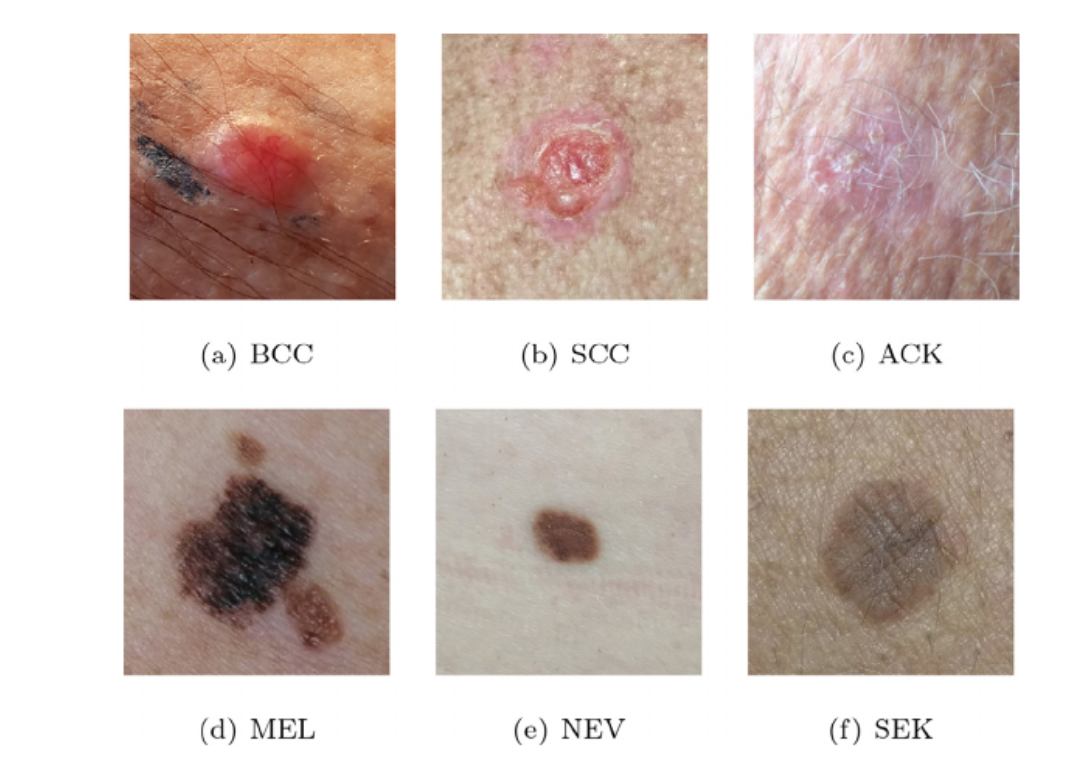 (a) BCC
(b) SCC
(c) ACK
(d) MEL
(e) NEV
(f) SEK